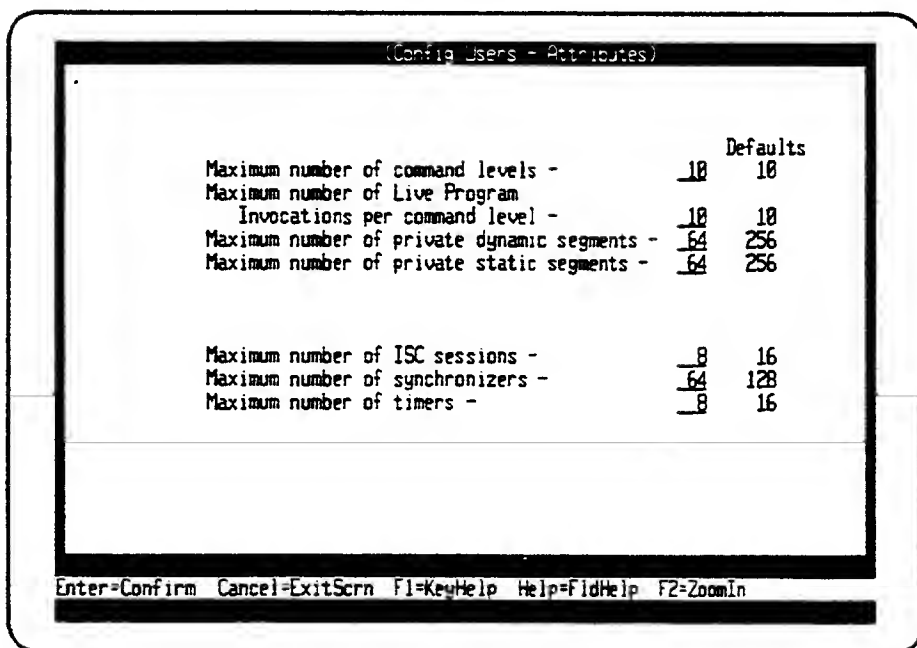 (Config Users - Attributes)
Defaults
Maximum number of command levels - 10 10
Maximum number of Live Program
Invocations per command level - 10 10
Maximum number of private dynamic segments - 64 256
Maximum number of private static segments - 64 256
Maximum number of ISC sessions - 8 16
Maximum number of synchronizers - 64 128
Maximum number of timers - 8 16
Enter=Confirm Cancel=ExitScrn F1=KeyHelp Help=FldHelp F2=ZoomIn